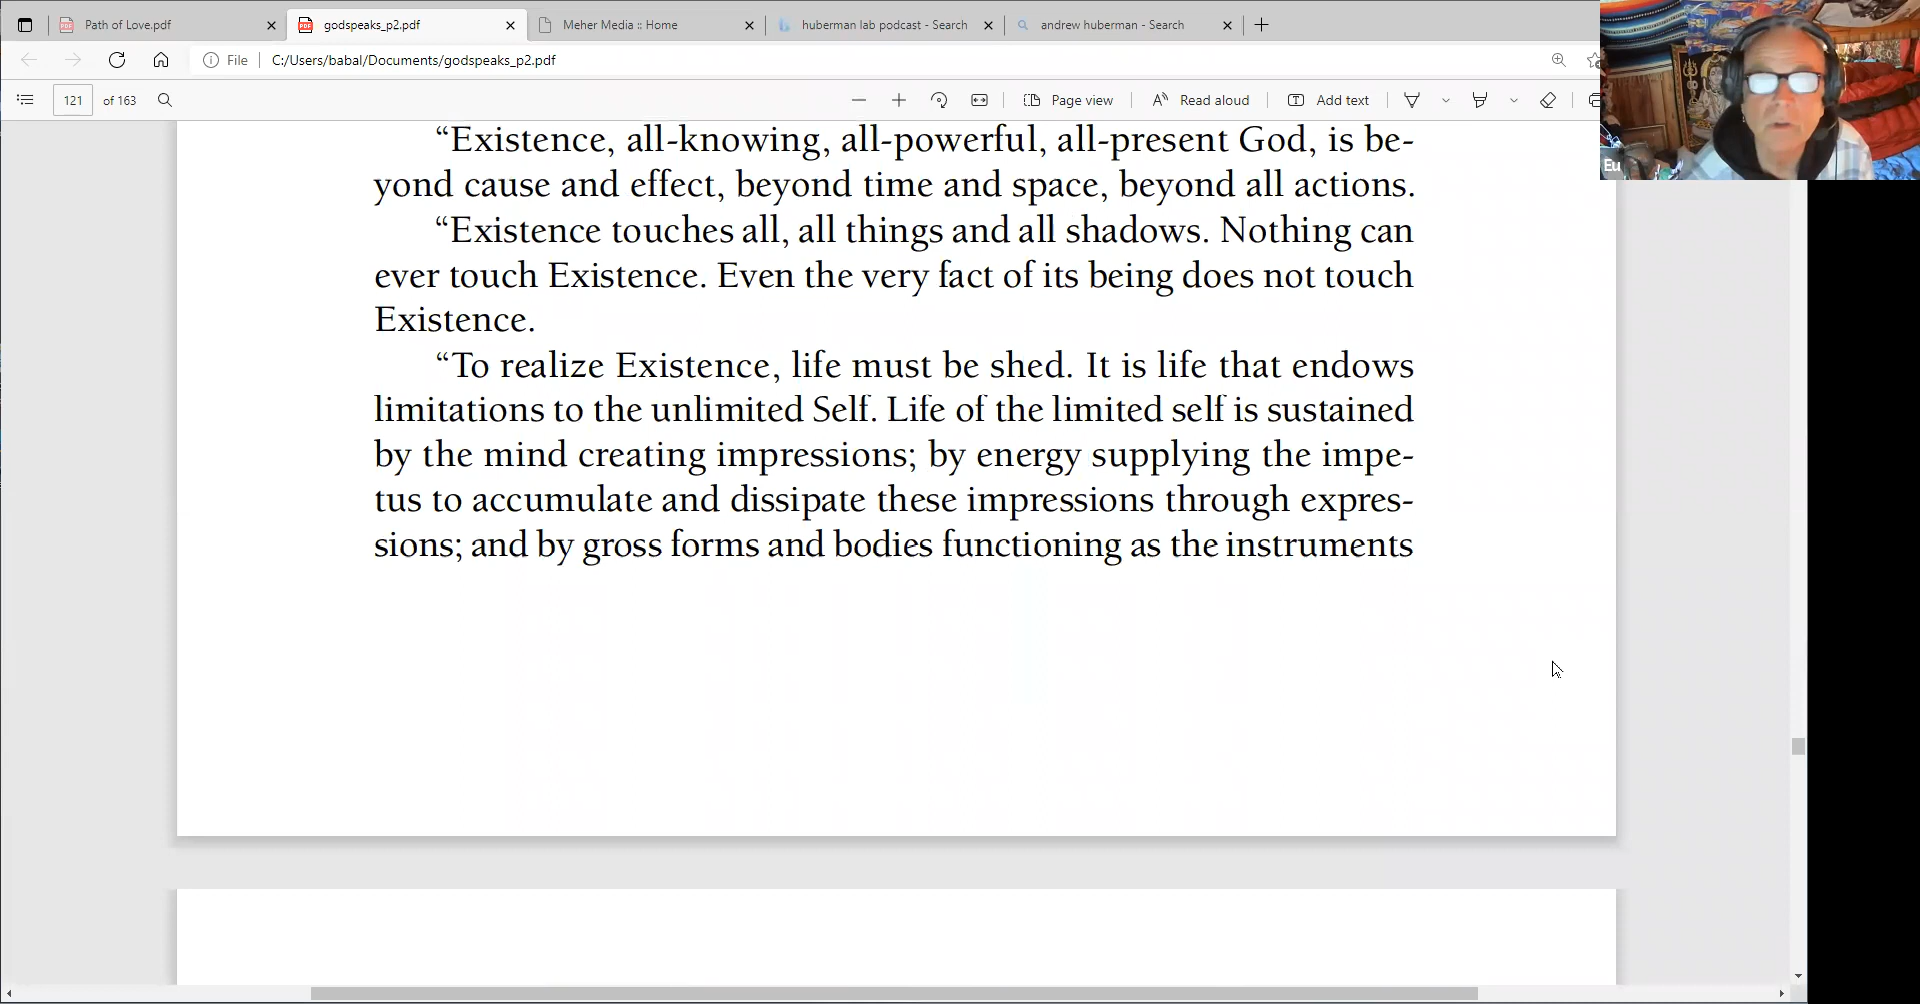 Path of Love.pdf
godspeaks_p2.pdf
Meher Media :: Home
huberman lab podcast - Search
andrew huberman - Search
File
C:/Users/babal/Documents/godspeaks_p2.pdf
121 of 163
Page view
Read aloud
Add text
“Existence, all-knowing, all-powerful, all-present God, is be-
yond cause and effect, beyond time and space, beyond all actions.
“Existence touches all, all things and all shadows. Nothing can
ever touch Existence. Even the very fact of its being does not touch
Existence.
“To realize Existence, life must be shed. It is life that endows
limitations to the unlimited Self. Life of the limited self is sustained
by the mind creating impressions; by energy supplying the impe-
tus to accumulate and dissipate these impressions through expres-
sions; and by gross forms and bodies functioning as the instruments
Eu